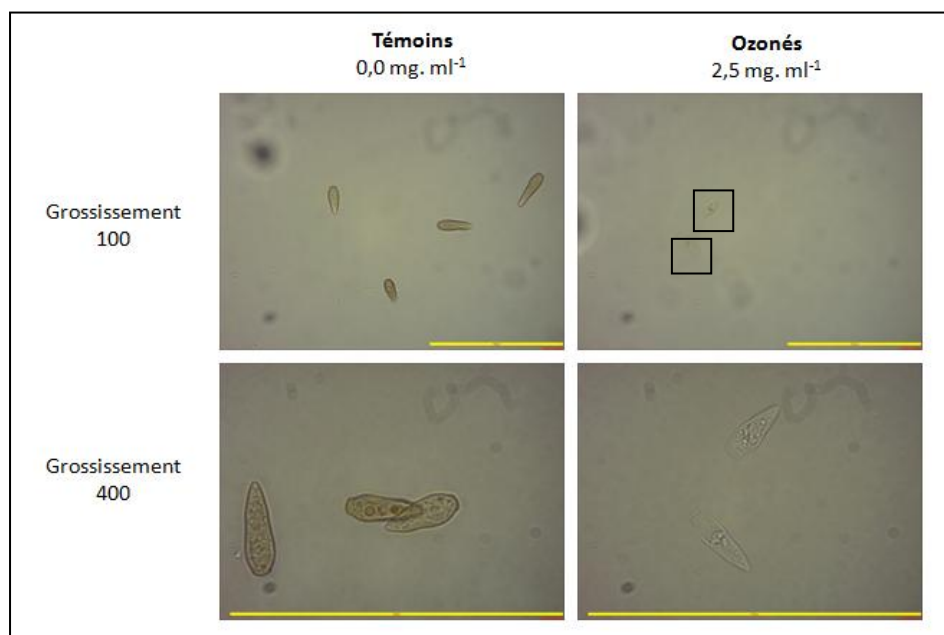 Témoins
0,0 mg. ml⁻¹
Ozonés
2,5 mg. ml⁻¹
Grossissement
100
Grossissement
400